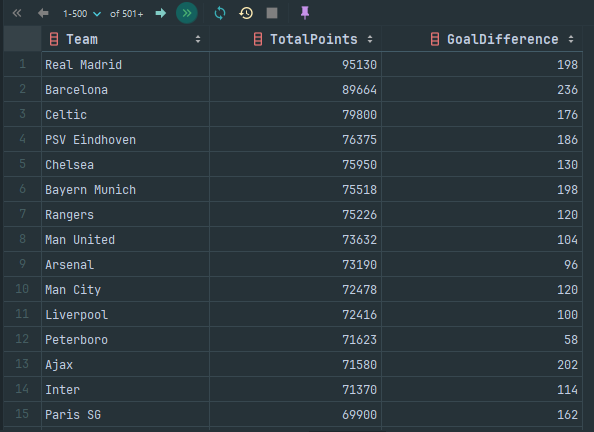 1-500 of 501+
Team TotalPoints GoalDifference
1 Real Madrid 95130 198
2 Barcelona 89664 236
3 Celtic 79800 176
4 PSV Eindhoven 76375 186
5 Chelsea 75950 130
6 Bayern Munich 75518 198
7 Rangers 75226 120
8 Man United 73632 104
9 Arsenal 73190 96
10 Man City 72478 120
11 Liverpool 72416 100
12 Peterboro 71623 58
13 Ajax 71580 202
14 Inter 71370 114
15 Paris SG 69900 162